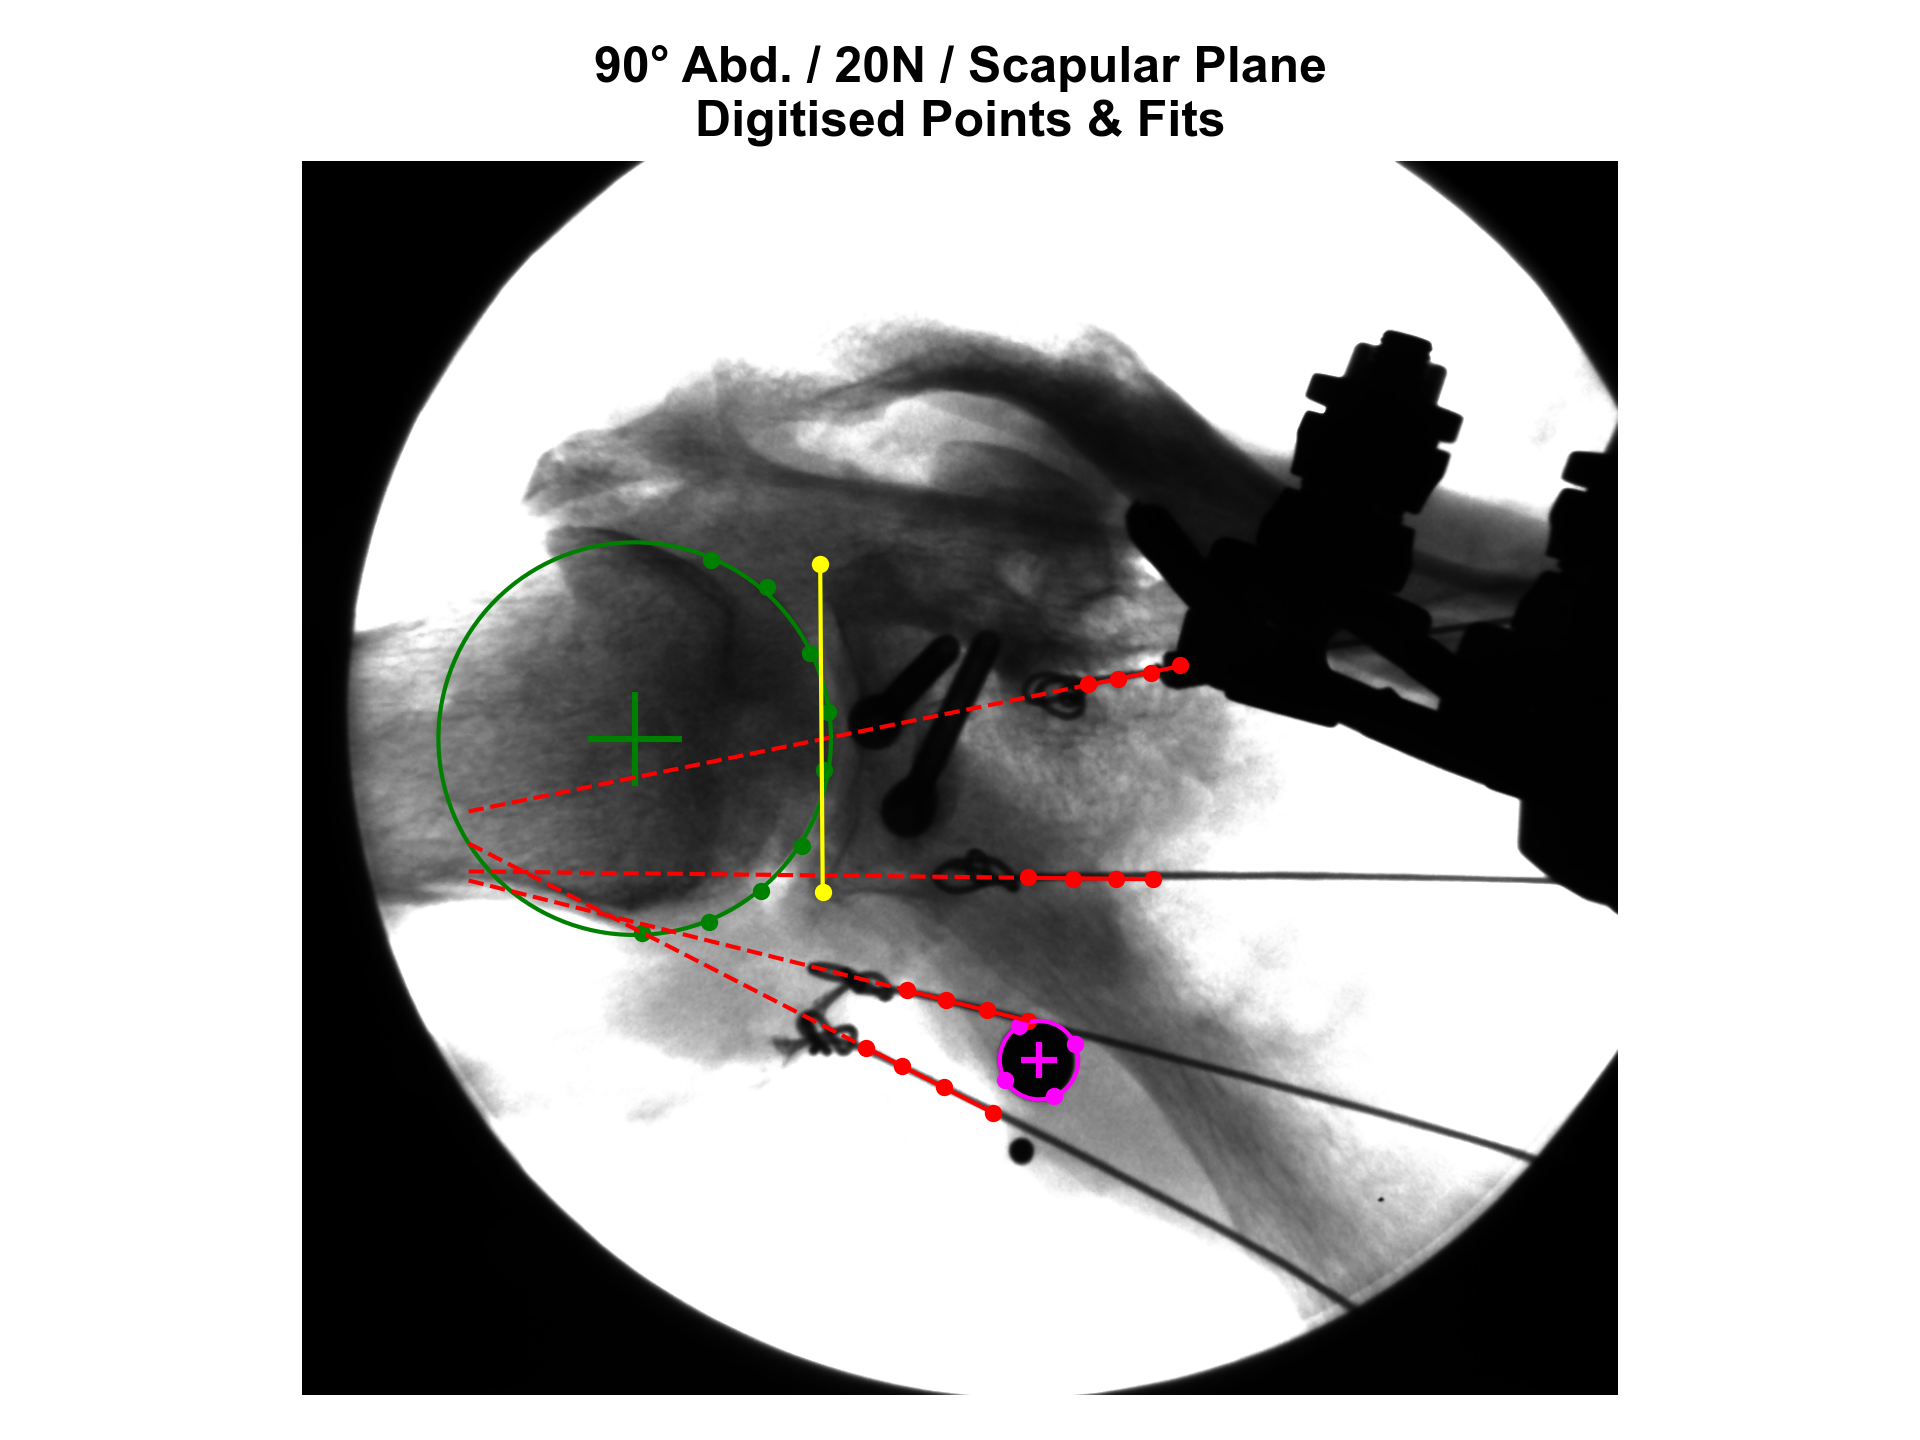 90° Abd. / 20N / Scapular Plane
Digitised Points & Fits